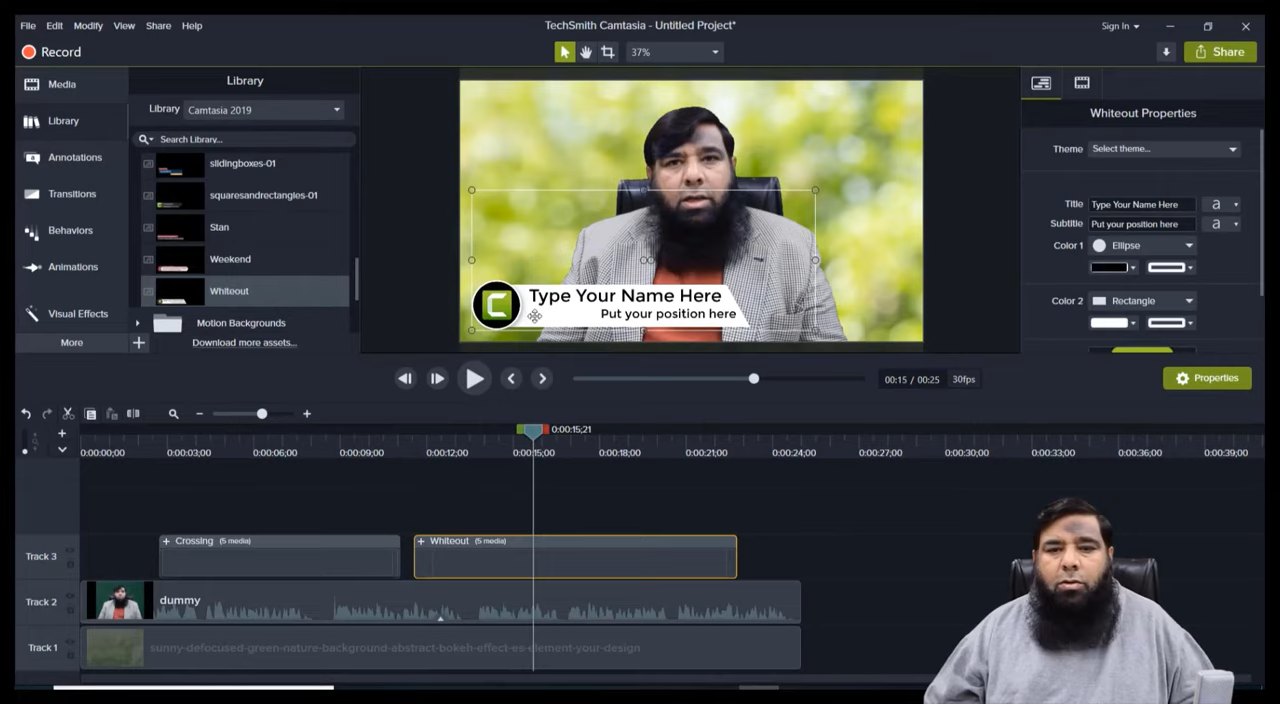 File Edit Modify View Share Help
TechSmith Camtasia - Untitled Project*
Sign In
Record
37%
Share
Media
Library
Annotations
Transitions
Behaviors
Animations
Visual Effects
More
Library
Library Camtasia 2019
Search Library...
slidingboxes-01
squaresandrectangles-01
Stan
Weekend
Whiteout
Motion Backgrounds
Download more assets...
Type Your Name Here
Put your position here
Whiteout Properties
Theme Select theme...
Title Type Your Name Here a
Subtitle Put your position here a
Color 1 Ellipse
Color 2 Rectangle
00:15 / 00:25 30fps
Properties
0:00:15;21
0:00:00;00 0:00:03;00 0:00:06;00 0:00:09;00 0:00:12;00 0:00:15;00 0:00:18;00 0:00:21;00 0:00:24;00 0:00:27;00 0:00:30;00 0:00:33;00 0:00:36;00 0:00:39;00
Track 3
Crossing (5 media)
Whiteout (5 media)
Track 2
dummy
Track 1
sunny-defocused-green-nature-background-abstract-bokeh-effect-es-element-your-design